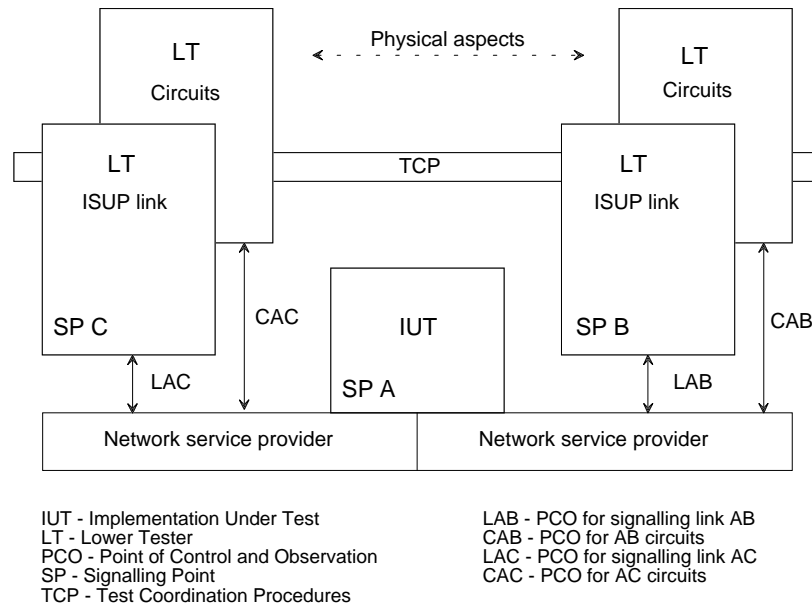 LT
Physical aspects
LT
Circuits
Circuits
LT
TCP
LT
ISUP link
ISUP link
SP C
CAC
IUT
SP B
CAB
LAC
SP A
LAB
Network service provider
Network service provider
IUT - Implementation Under Test
LT - Lower Tester
PCO - Point of Control and Observation
SP - Signalling Point
TCP - Test Coordination Procedures
LAB - PCO for signalling link AB
CAB - PCO for AB circuits
LAC - PCO for signalling link AC
CAC - PCO for AC circuits